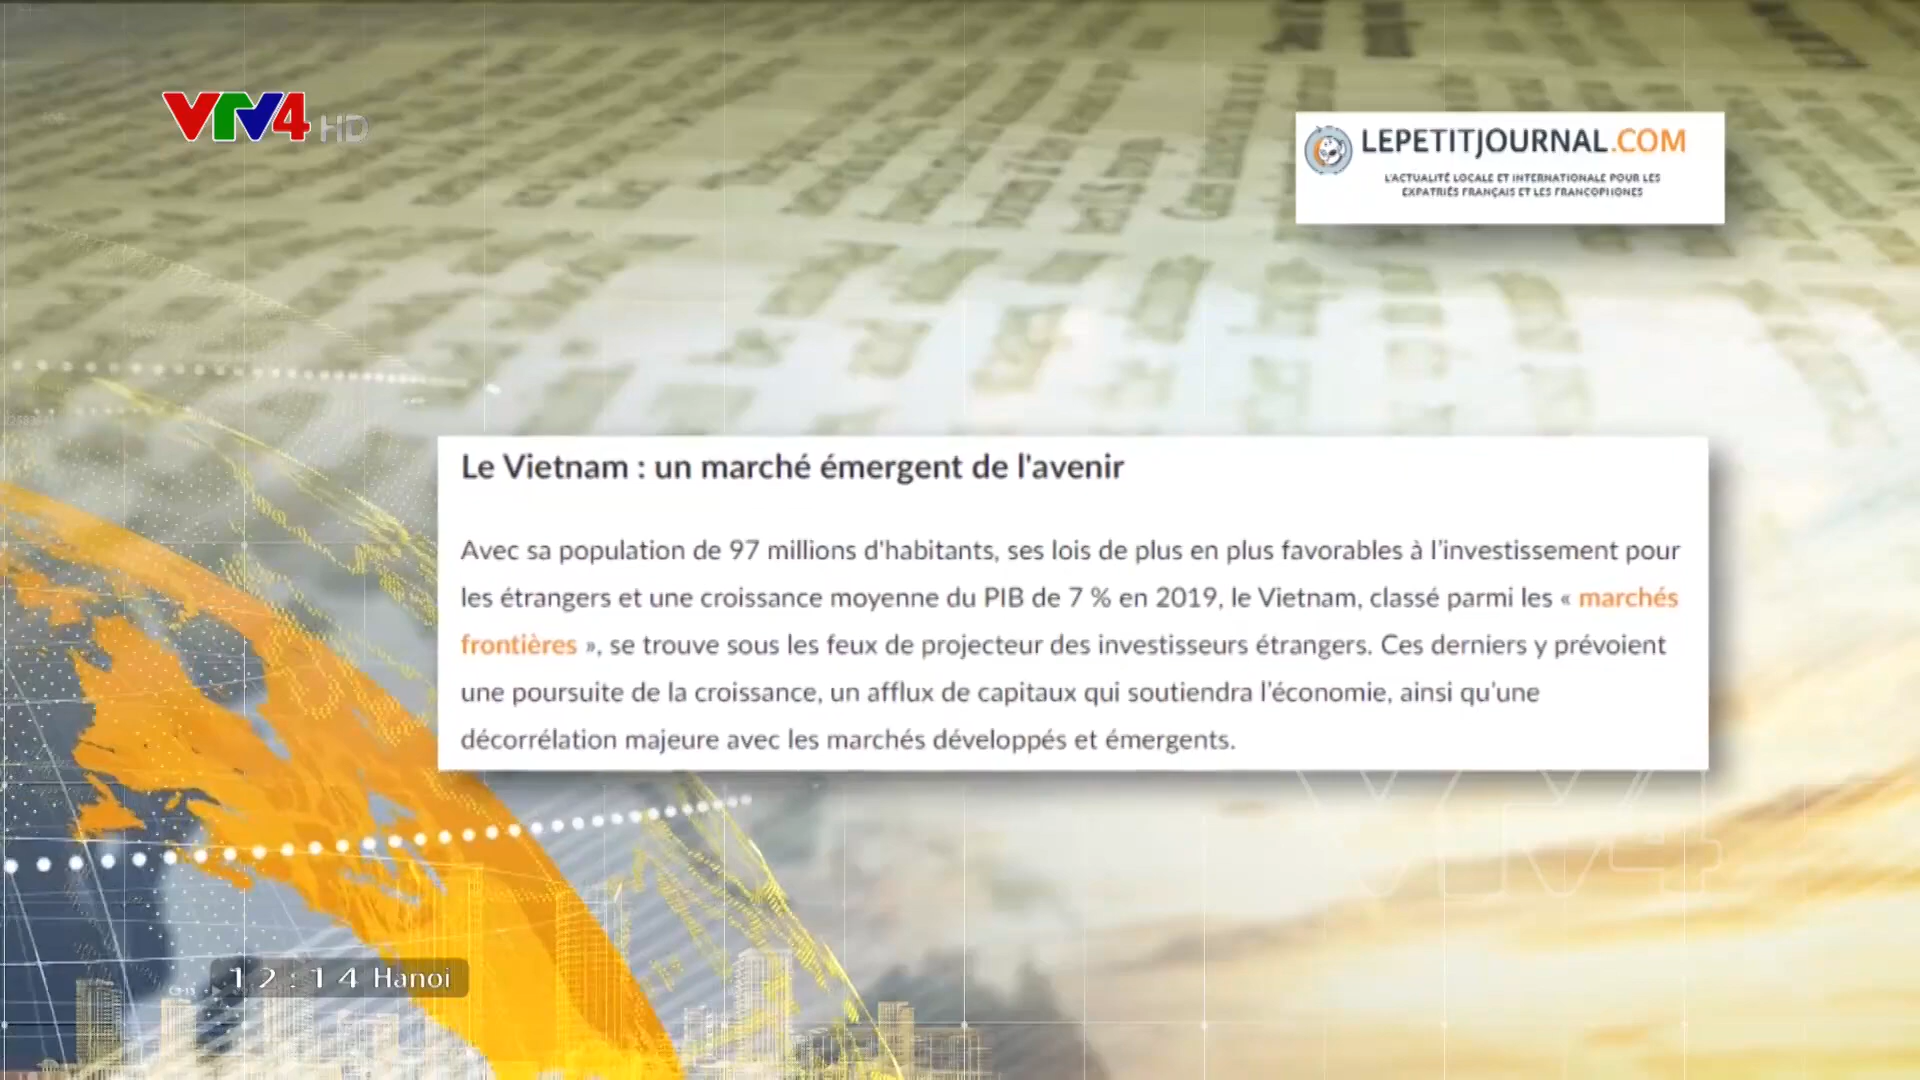 VTV4 HD
LEPETITJOURNAL.COM
L'ACTUALITÉ LOCALE ET INTERNATIONALE POUR LES
EXPATRIÉS FRANÇAIS ET LES FRANCOPHONES
Le Vietnam : un marché émergent de l'avenir
Avec sa population de 97 millions d'habitants, ses lois de plus en plus favorables à l'investissement pour
les étrangers et une croissance moyenne du PIB de 7 % en 2019, le Vietnam, classé parmi les « marchés
frontières », se trouve sous les feux de projecteur des investisseurs étrangers. Ces derniers y prévoient
une poursuite de la croissance, un afflux de capitaux qui soutiendra l'économie, ainsi qu'une
décorrélation majeure avec les marchés développés et émergents.
VTV4
12:14 Hanoi